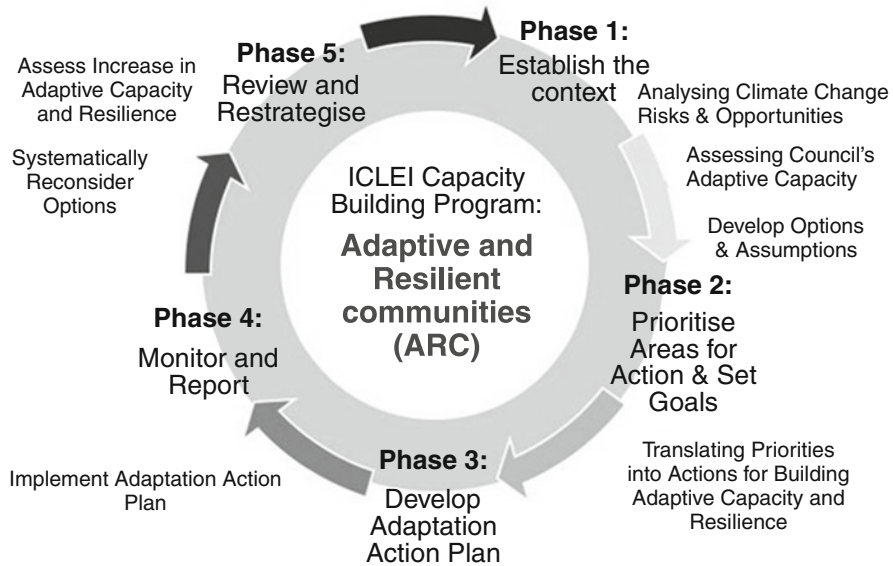 Phase 1:
Establish the
context
Analysing Climate Change
Risks & Opportunities
Assessing Council's
Adaptive Capacity
Develop Options
& Assumptions
Phase 2:
Prioritise
Areas for
Action & Set
Goals
Translating Priorities
into Actions for Building
Adaptive Capacity and
Resilience
Phase 3:
Develop
Adaptation
Action Plan
Implement Adaptation Action
Plan
Phase 4:
Monitor and
Report
Systematically
Reconsider
Options
Assess Increase in
Adaptive Capacity
and Resilience
Phase 5:
Review and
Restrategise
ICLEI Capacity
Building Program:
Adaptive and
Resilient
communities
(ARC)